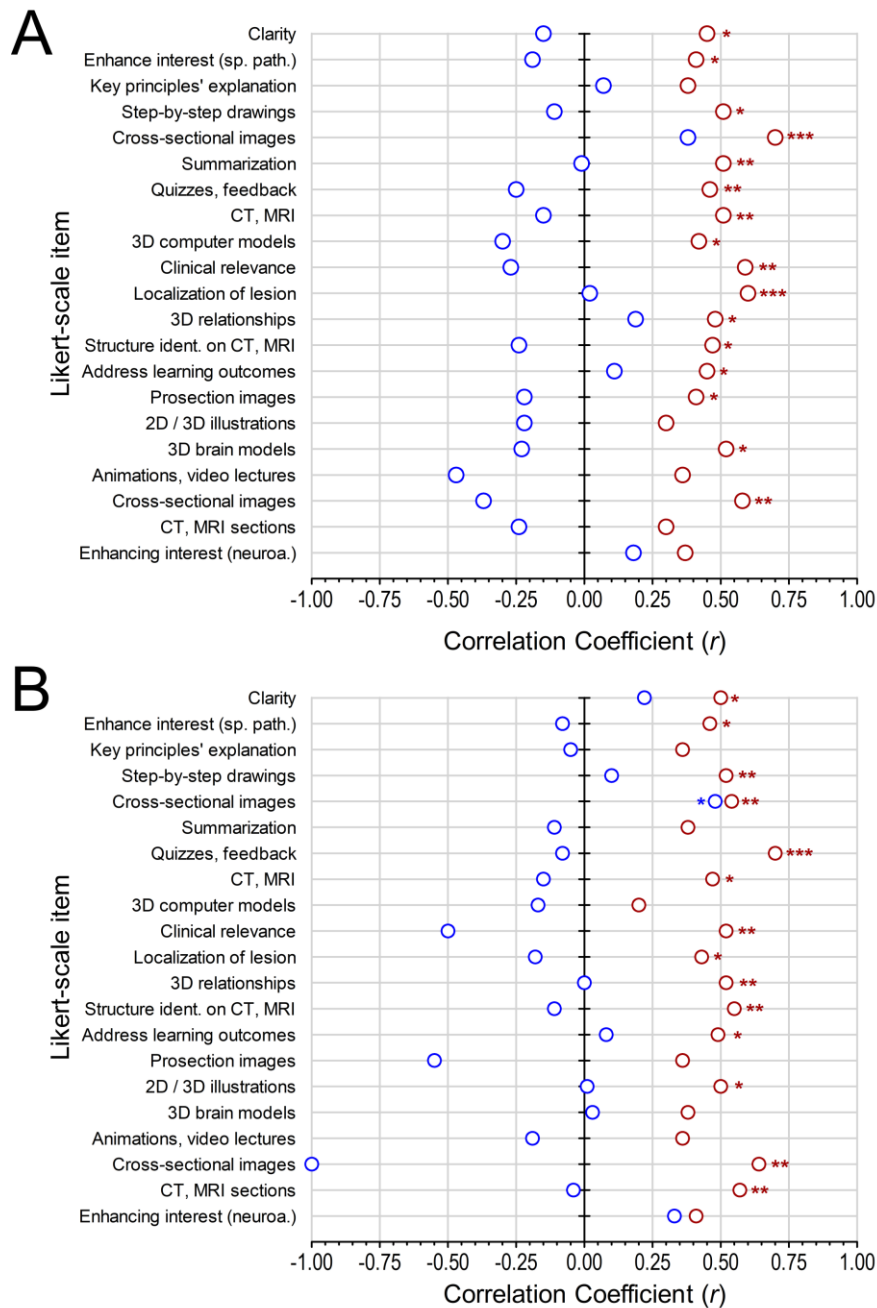 A
Likert-scale item
Clarity *
Enhance interest (sp. path.) *
Key principles' explanation
Step-by-step drawings *
Cross-sectional images ***
Summarization **
Quizzes, feedback **
CT, MRI **
3D computer models *
Clinical relevance **
Localization of lesion ***
3D relationships *
Structure ident. on CT, MRI *
Address learning outcomes *
Prosection images *
2D / 3D illustrations
3D brain models *
Animations, video lectures
Cross-sectional images **
CT, MRI sections
Enhancing interest (neuroa.)
-1.00 -0.75 -0.50 -0.25 0.00 0.25 0.50 0.75 1.00
Correlation Coefficient (r)
B
Likert-scale item
Clarity *
Enhance interest (sp. path.) *
Key principles' explanation
Step-by-step drawings **
Cross-sectional images * **
Summarization
Quizzes, feedback ***
CT, MRI *
3D computer models
Clinical relevance **
Localization of lesion *
3D relationships **
Structure ident. on CT, MRI **
Address learning outcomes *
Prosection images
2D / 3D illustrations *
3D brain models
Animations, video lectures
Cross-sectional images **
CT, MRI sections **
Enhancing interest (neuroa.)
-1.00 -0.75 -0.50 -0.25 0.00 0.25 0.50 0.75 1.00
Correlation Coefficient (r)